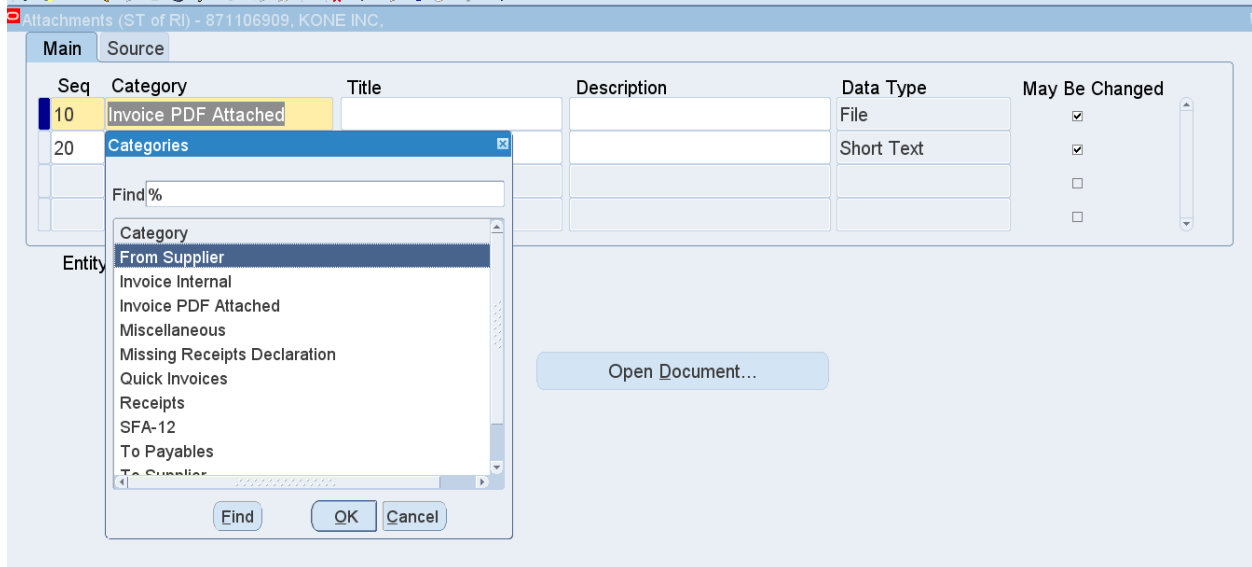 Attachments (ST of RI) - 871106909, KONE INC,
Main Source
Seq Category Title Description Data Type May Be Changed
10 Invoice PDF Attached File
20 Short Text
Categories
Find %
Category
From Supplier
Invoice Internal
Invoice PDF Attached
Miscellaneous
Missing Receipts Declaration
Quick Invoices
Receipts
SFA-12
To Payables
To Supplier
Find OK Cancel
Entity
Open Document...